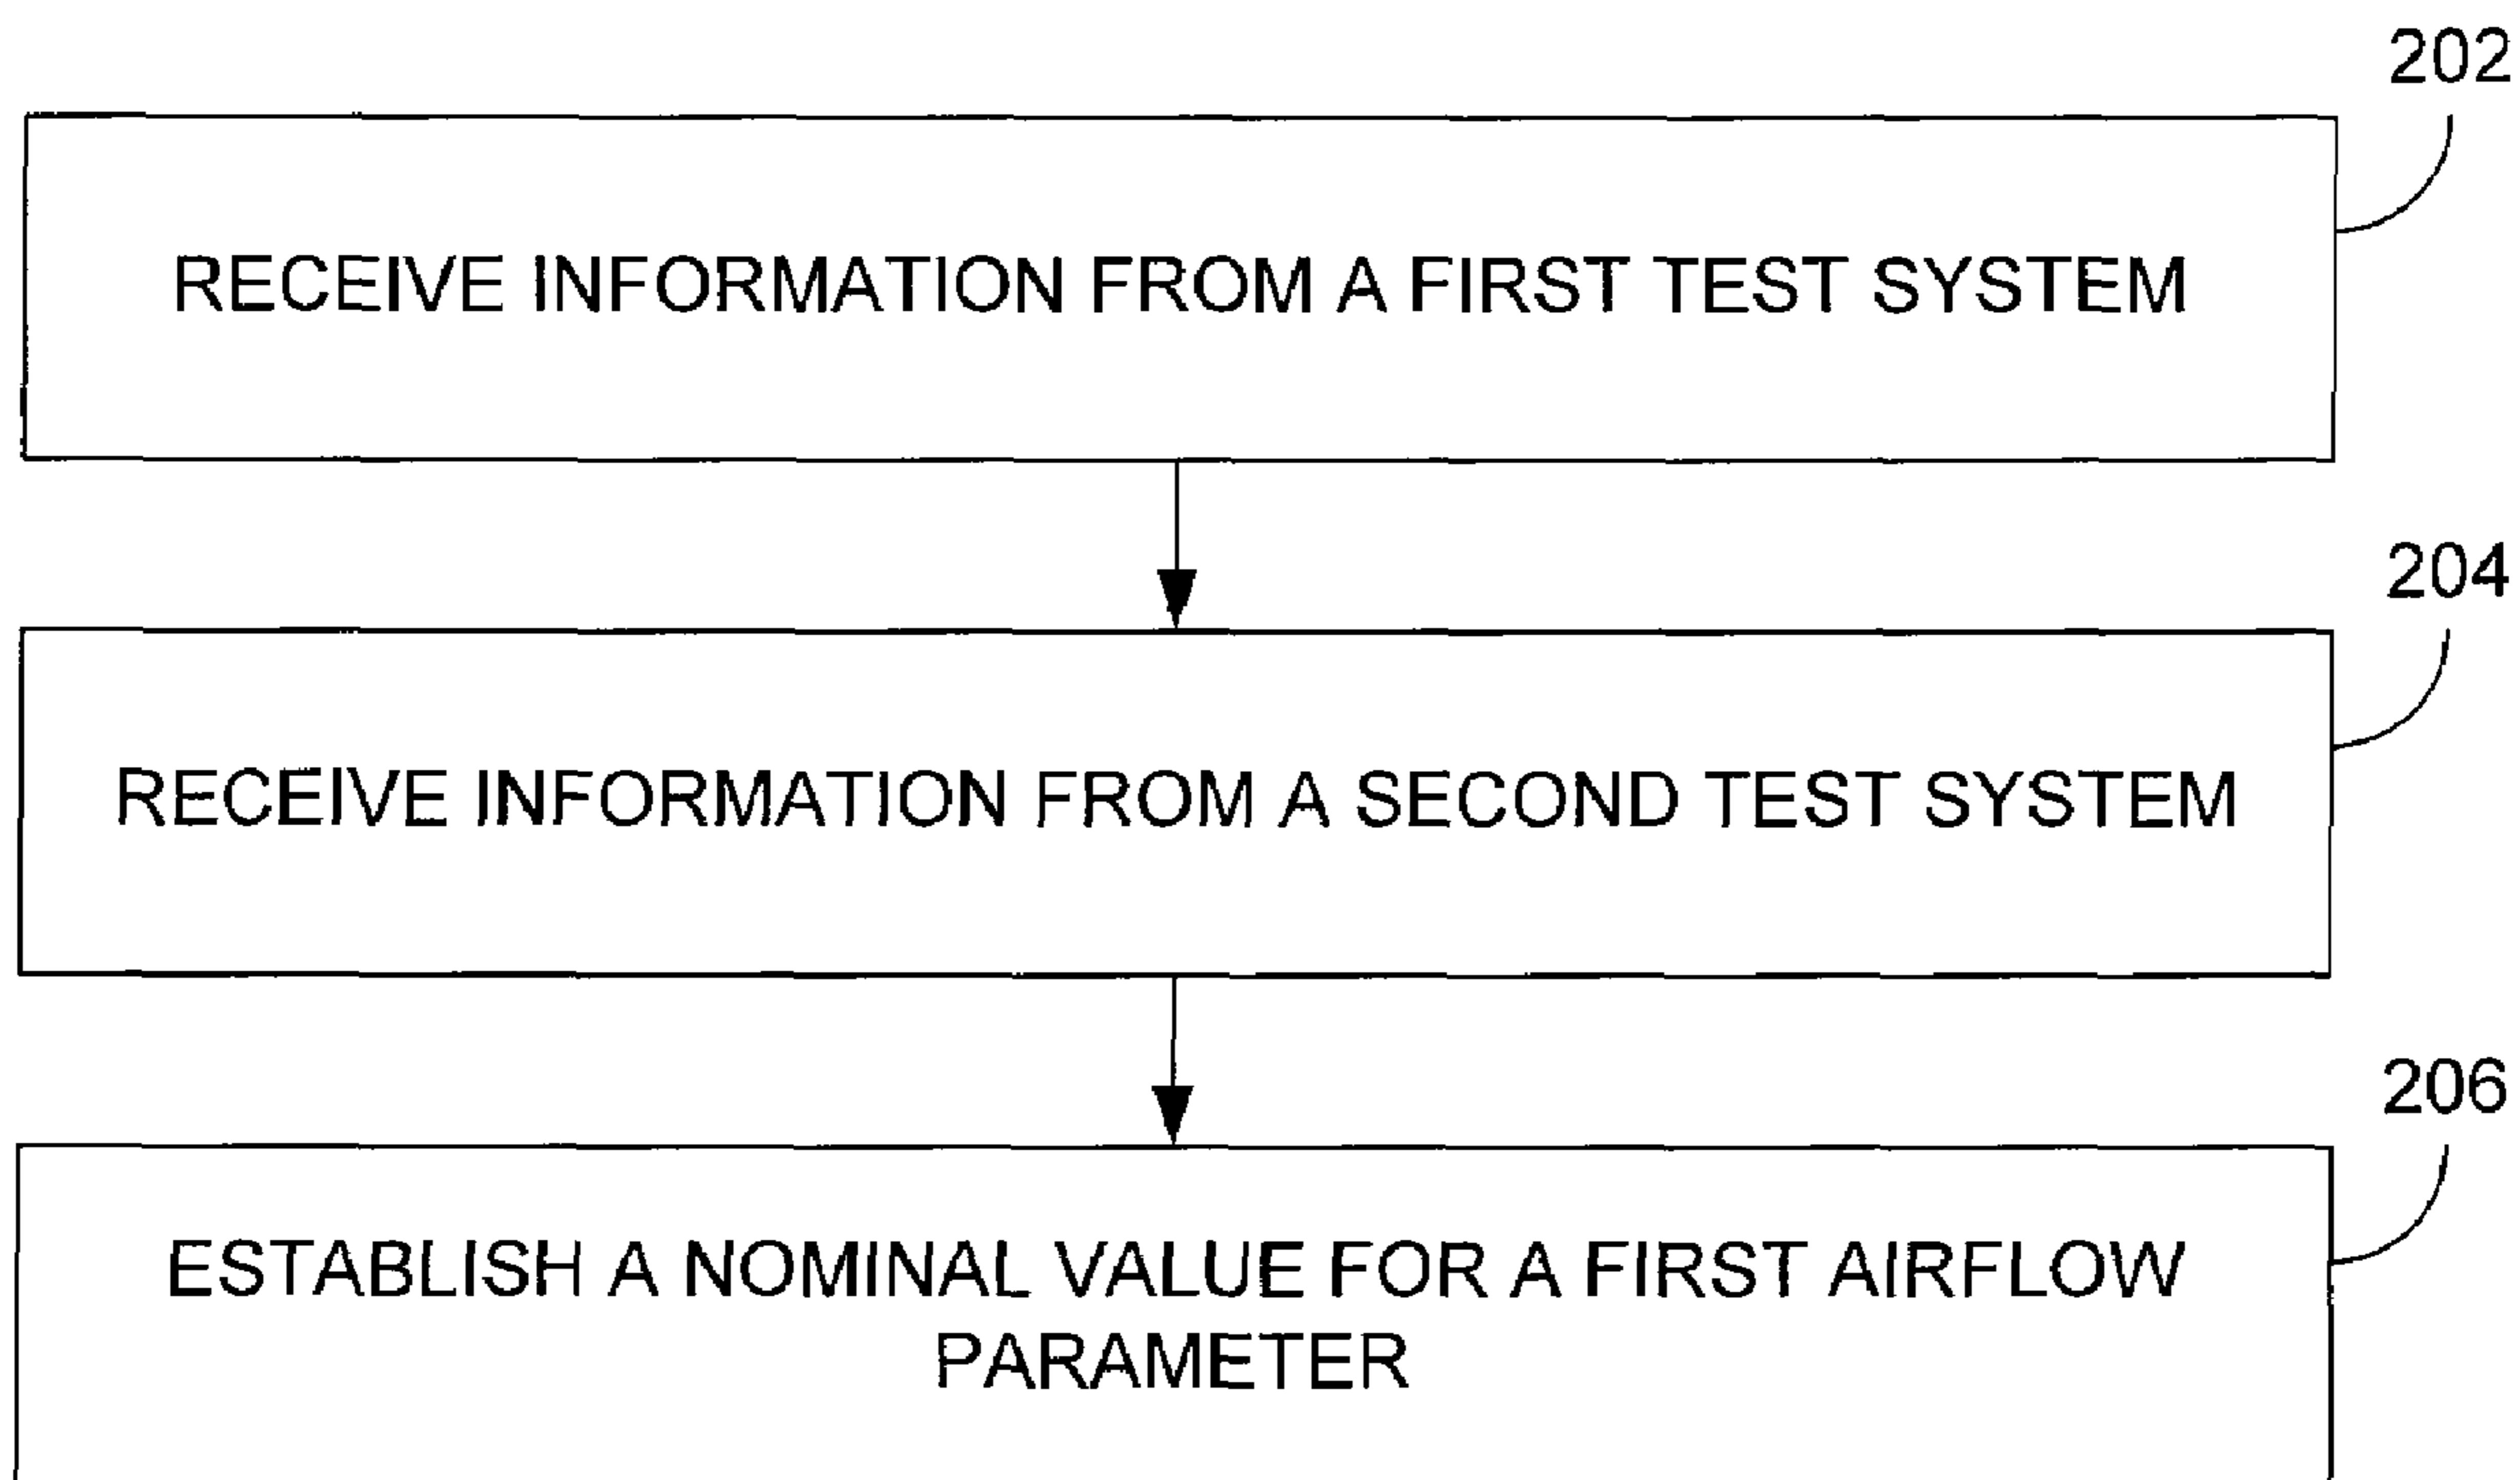 202
RECEIVE INFORMATION FROM A FIRST TEST SYSTEM
204
RECEIVE INFORMATION FROM A SECOND TEST SYSTEM
206
ESTABLISH A NOMINAL VALUE FOR A FIRST AIRFLOW
PARAMETER